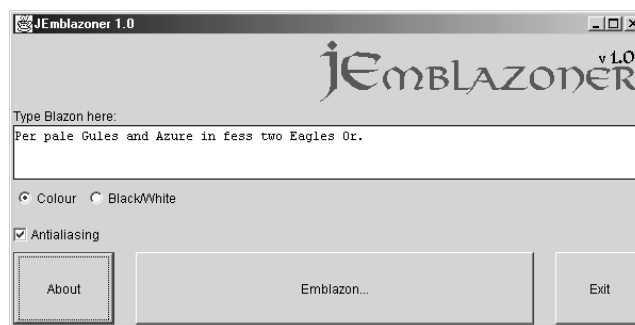 JEmblazoner 1.0
jEmblazoner
v 1.0
Type Blazon here:
Per pale Gules and Azure in fess two Eagles Or.
Colour Black/White
Antialiasing
About Emblazon... Exit